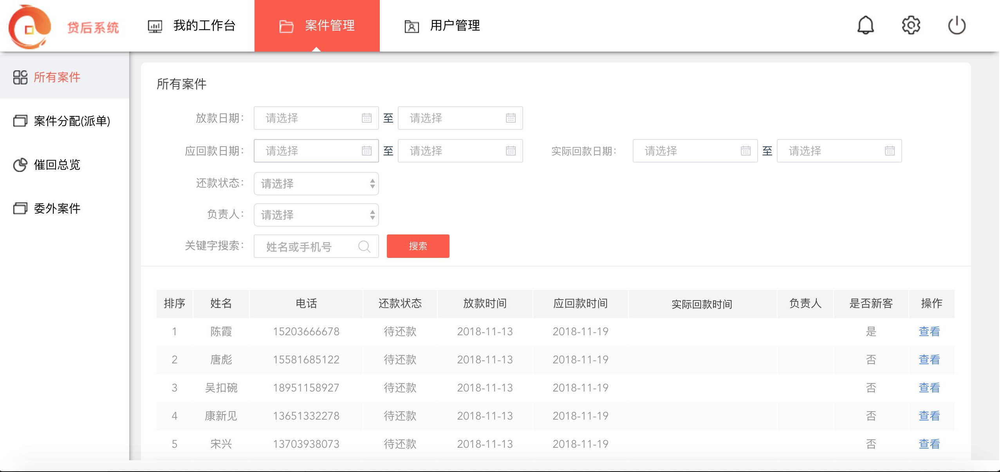 贷后系统 我的工作台 案件管理 用户管理
所有案件
案件分配(派单)
催回总览
委外案件
所有案件
放款日期： 请选择 至 请选择
应回款日期： 请选择 至 请选择 实际回款日期： 请选择 至 请选择
还款状态： 请选择
负责人： 请选择
关键字搜索： 姓名或手机号 搜索
排序 姓名 电话 还款状态 放款时间 应回款时间 实际回款时间 负责人 是否新客 操作
1 陈霞 15203666678 待还款 2018-11-13 2018-11-19 是 查看
2 唐彪 15581685122 待还款 2018-11-13 2018-11-19 否 查看
3 吴扣碗 18951158927 待还款 2018-11-13 2018-11-19 否 查看
4 康新见 13651332278 待还款 2018-11-13 2018-11-19 否 查看
5 宋兴 13703938073 待还款 2018-11-13 2018-11-19 否 查看